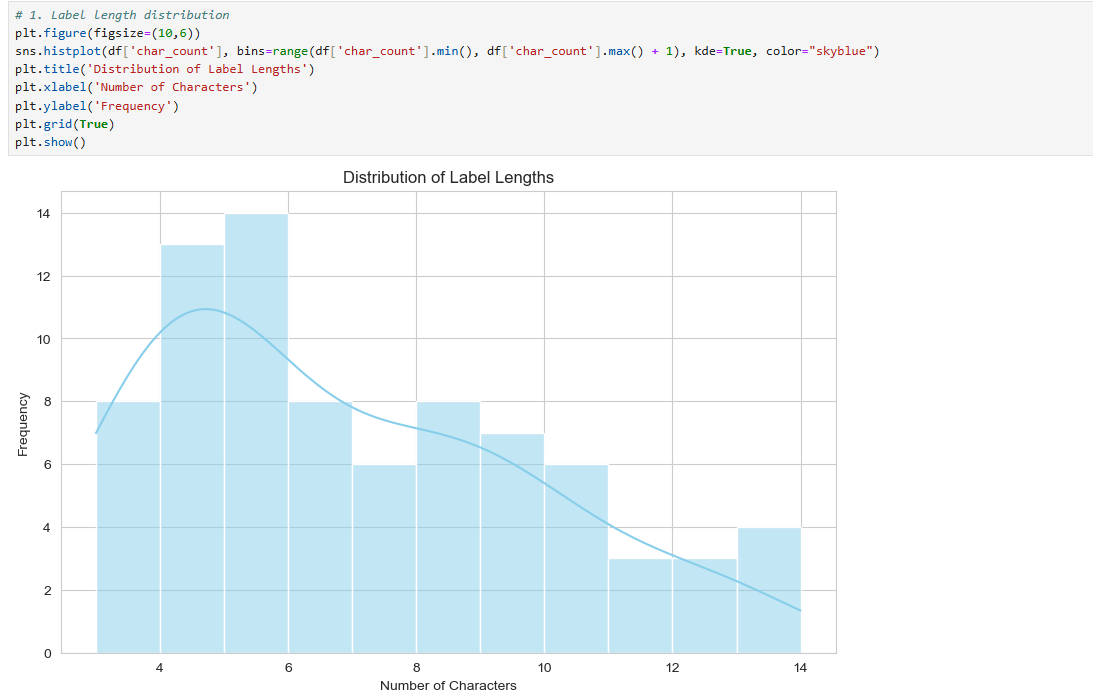 # 1. Label length distribution
plt.figure(figsize=(10,6))
sns.histplot(df['char_count'], bins=range(df['char_count'].min(), df['char_count'].max() + 1), kde=True, color="skyblue")
plt.title('Distribution of Label Lengths')
plt.xlabel('Number of Characters')
plt.ylabel('Frequency')
plt.grid(True)
plt.show()
Distribution of Label Lengths
14
12
10
8
6
4
2
0
Frequency
4 6 8 10 12 14
Number of Characters